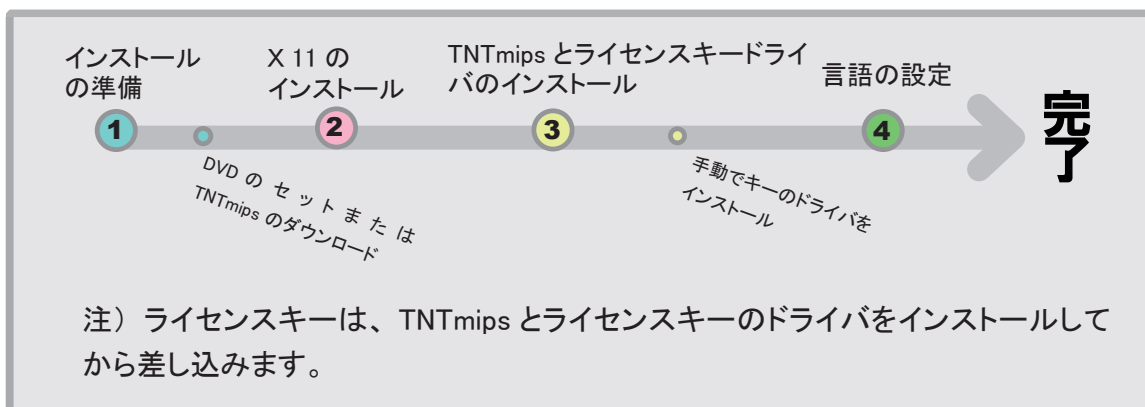 インストール
の準備
X 11 の
インストール
TNTmips とライセンスキードライ
バのインストール
言語の設定
1
2
3
4
完了
DVD の セ ッ ト ま た は
TNTmips のダウンロード
手動でキーのドライバを
インストール
注） ライセンスキーは、TNTmips とライセンスキーのドライバをインストールして
から差し込みます。